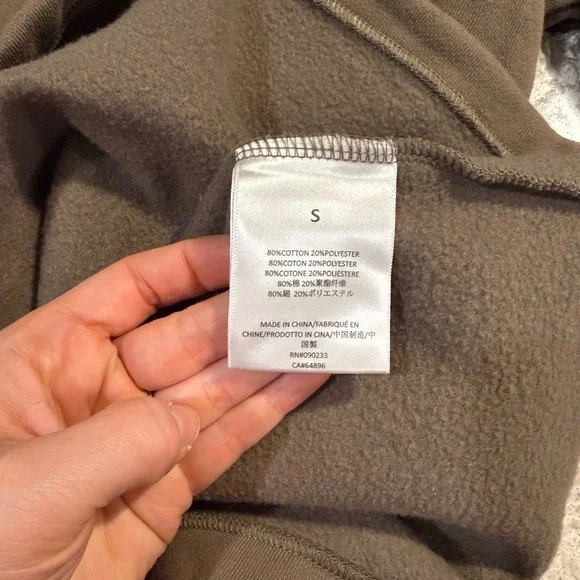 S
80%COTTON 20%POLYESTER
80%COTON 20%POLYESTER
80%COTONE 20%POLIESTERE
80%棉 20%聚酯纤维
80%綿 20%ポリエステル
MADE IN CHINA/FABRIQUÉ EN
CHINE/PRODOTTO IN CINA/中国制造/中
国製
RN#090233
CA#64896